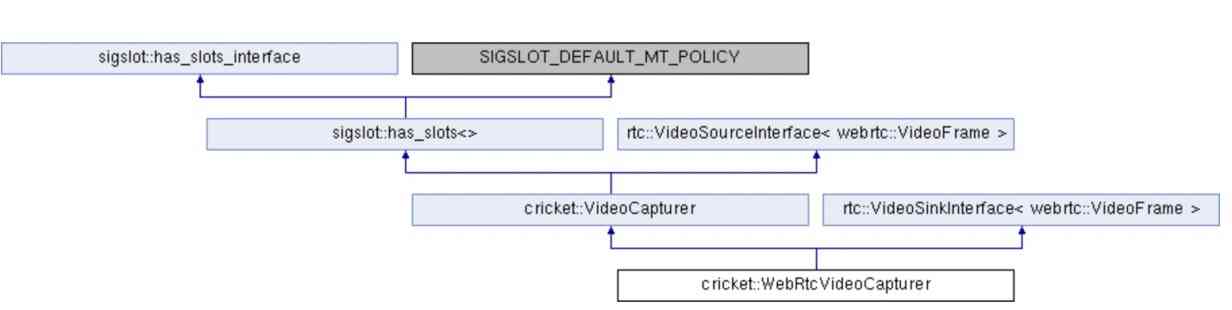 sigslot::has_slots_interface
SIGSLOT_DEFAULT_MT_POLICY
sigslot::has_slots<>
rtc::VideoSourceInterface< webrtc::VideoFrame >
cricket::VideoCapturer
rtc::VideoSinkInterface< webrtc::VideoFrame >
cricket::WebRtcVideoCapturer